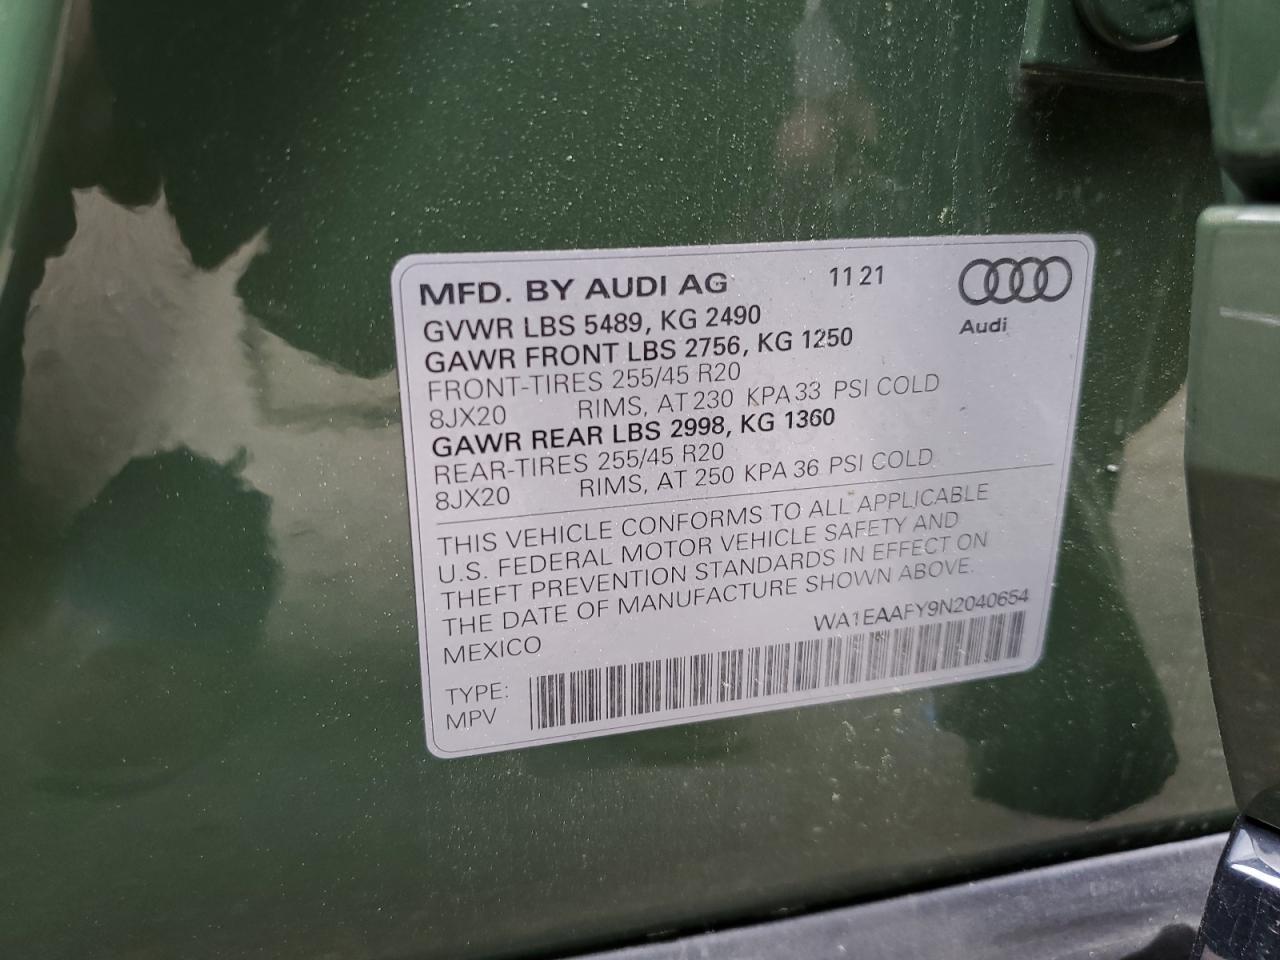 MFD. BY AUDI AG 11 21
Audi
GVWR LBS 5489, KG 2490
GAWR FRONT LBS 2756, KG 1250
FRONT-TIRES 255/45 R20
8JX20 RIMS, AT 230 KPA 33 PSI COLD
GAWR REAR LBS 2998, KG 1360
REAR-TIRES 255/45 R20
8JX20 RIMS, AT 250 KPA 36 PSI COLD
THIS VEHICLE CONFORMS TO ALL APPLICABLE
U.S. FEDERAL MOTOR VEHICLE SAFETY AND
THEFT PREVENTION STANDARDS IN EFFECT ON
THE DATE OF MANUFACTURE SHOWN ABOVE.
MEXICO WA1EAAFY9N2040654
TYPE:
MPV